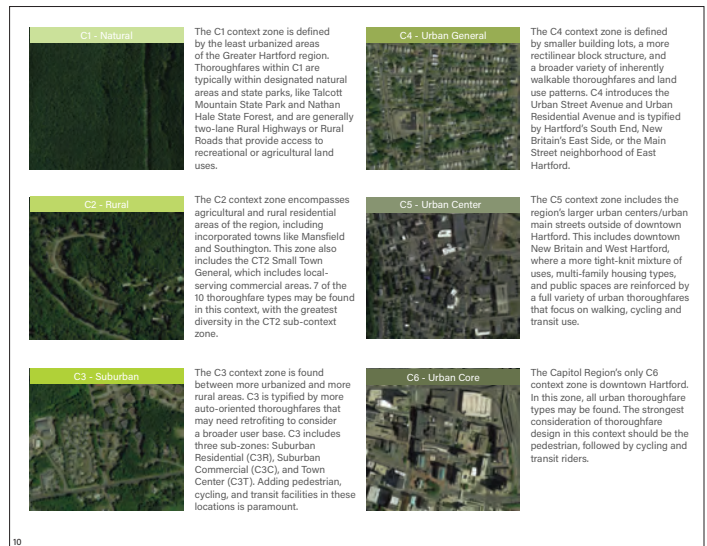 C1 - Natural
The C1 context zone is defined
by the least urbanized areas
of the Greater Hartford region.
Thoroughfares within C1 are
typically within designated natural
areas and state parks, like Talcott
Mountain State Park and Nathan
Hale State Forest, and are generally
two-lane Rural Highways or Rural
Roads that provide access to
recreational or agricultural land
uses.
C2 - Rural
The C2 context zone encompasses
agricultural and rural residential
areas of the region, including
incorporated towns like Mansfield
and Southington. This zone also
includes the CT2 Small Town
General, which includes local-
serving commercial areas. 7 of the
10 thoroughfare types may be found
in this context, with the greatest
diversity in the CT2 sub-context
zone.
C3 - Suburban
The C3 context zone is found
between more urbanized and more
rural areas. C3 is typified by more
auto-oriented thoroughfares that
may need retrofitting to consider
a broader user base. C3 includes
three sub-zones: Suburban
Residential (C3R), Suburban
Commercial (C3C), and Town
Center (C3T). Adding pedestrian,
cycling, and transit facilities in these
locations is paramount.
C4 - Urban General
The C4 context zone is defined
by smaller building lots, a more
rectilinear block structure, and
a broader variety of inherently
walkable thoroughfares and land
use patterns. C4 introduces the
Urban Street Avenue and Urban
Residential Avenue and is typified
by Hartford's South End, New
Britain's East Side, or the Main
Street neighborhood of East
Hartford.
C5 - Urban Center
The C5 context zone includes the
region's larger urban centers/urban
main streets outside of downtown
Hartford. This includes downtown
New Britain and West Hartford,
where a more tight-knit mixture of
uses, multi-family housing types,
and public spaces are reinforced by
a full variety of urban thoroughfares
that focus on walking, cycling and
transit use.
C6 - Urban Core
The Capitol Region's only C6
context zone is downtown Hartford.
In this zone, all urban thoroughfare
types may be found. The strongest
consideration of thoroughfare
design in this context should be the
pedestrian, followed by cycling and
transit riders.
10